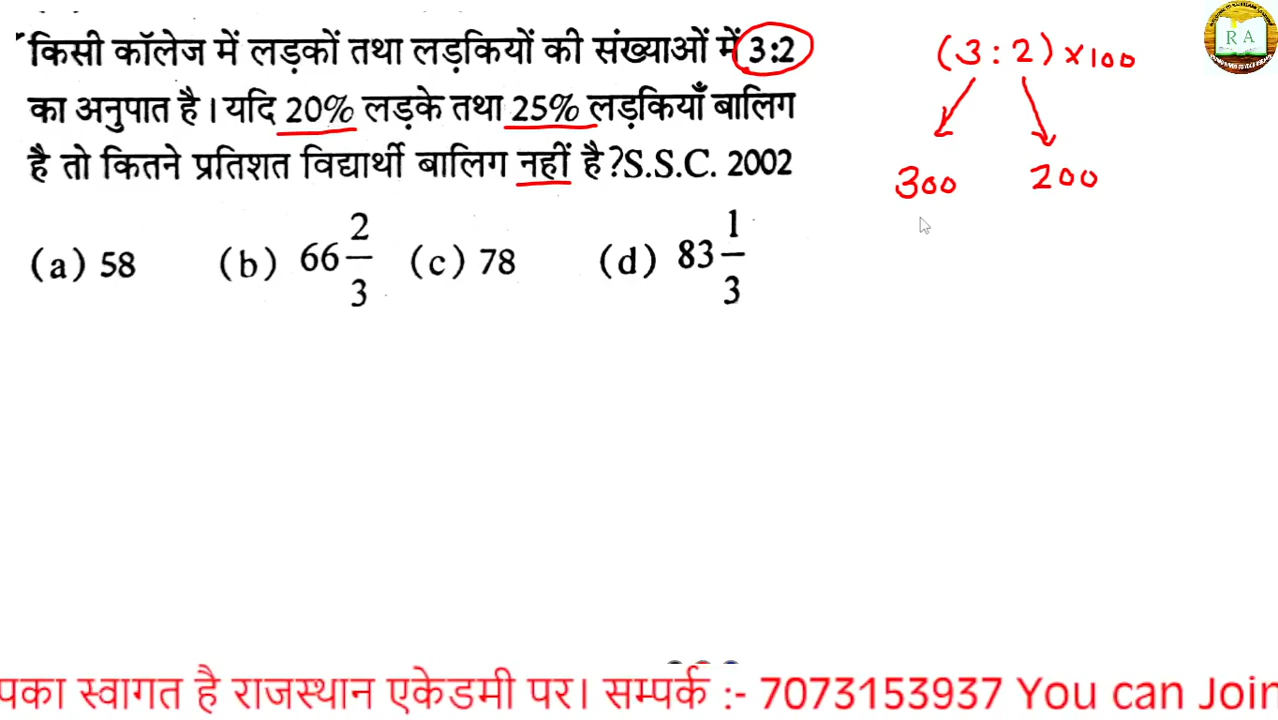 किसी कॉलेज में लड़कों तथा लड़कियों की संख्याओं में 3:2
का अनुपात है। यदि 20% लड़के तथा 25% लड़कियाँ बालिग
है तो कितने प्रतिशत विद्यार्थी बालिग नहीं है?S.S.C. 2002
(a) 58 (b) 66 2/3 (c) 78 (d) 83 1/3
(3:2)×100
300 200
R A
पका स्वागत है राजस्थान एकेडमी पर। सम्पर्क :- 7073153937 You can Join